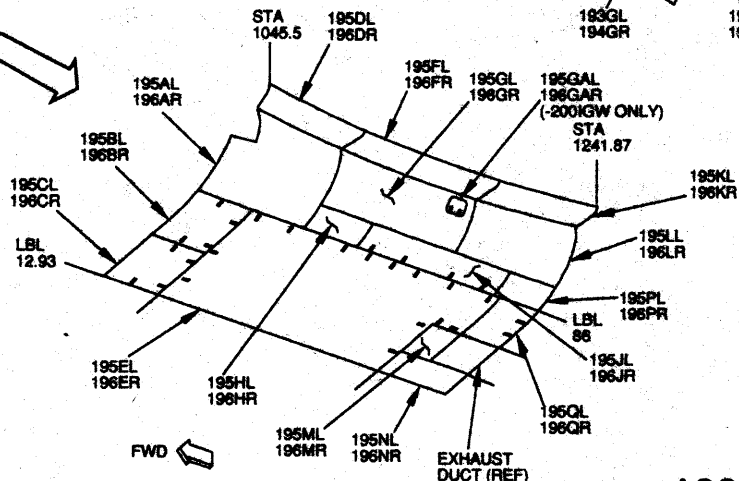 193GL
194GR
STA
1045.5
195DL
196DR
195FL
196FR
195GL
196GR
195GAL
196GAR
(-200IGW ONLY)
STA
1241.87
195AL
196AR
195BL
196BR
195CL
196CR
LBL
12.93
195KL
196KR
195LL
196LR
195PL
196PR
LBL
86
195JL
196JR
195EL
196ER
195HL
196HR
195QL
196QR
195ML
196MR
195NL
196NR
FWD
EXHAUST
DUCT (REF)